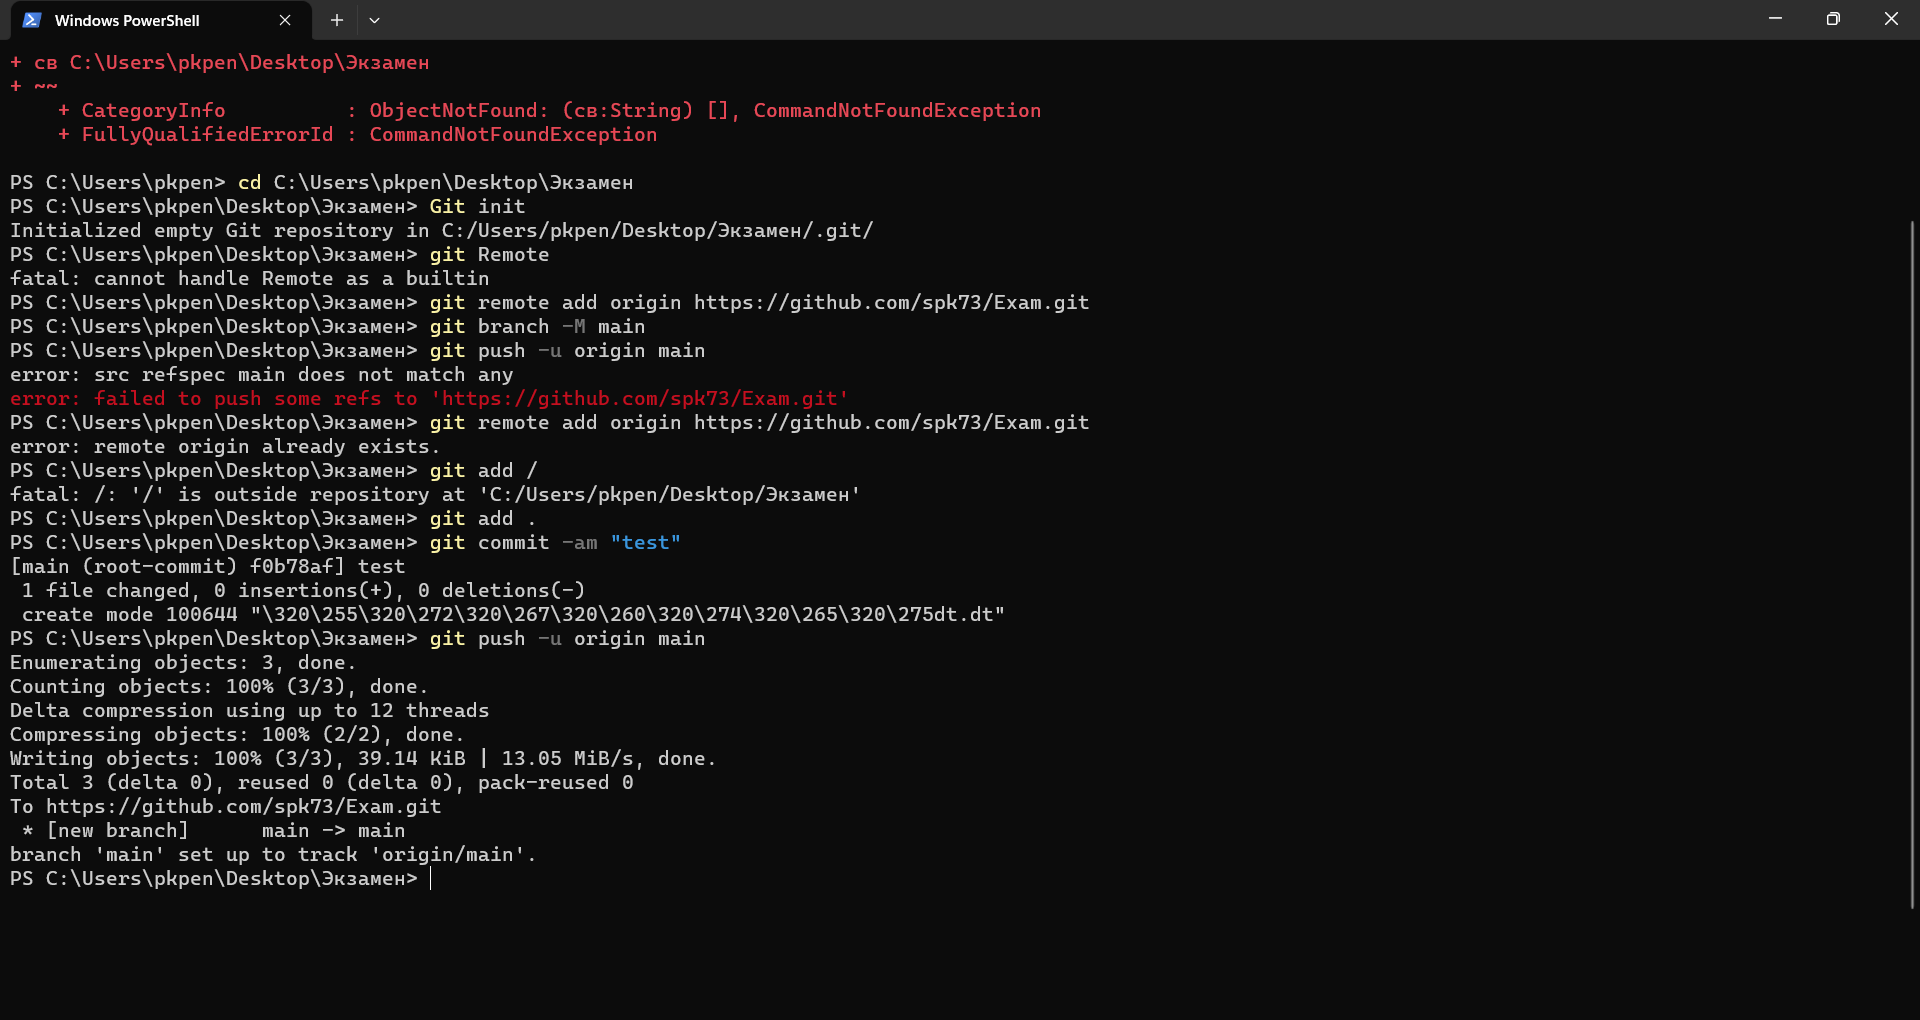 Windows PowerShell
+ св C:\Users\pkpen\Desktop\Экзамен
+ ~~
    + CategoryInfo          : ObjectNotFound: (св:String) [], CommandNotFoundException
    + FullyQualifiedErrorId : CommandNotFoundException
PS C:\Users\pkpen> cd C:\Users\pkpen\Desktop\Экзамен
PS C:\Users\pkpen\Desktop\Экзамен> Git init
Initialized empty Git repository in C:/Users/pkpen/Desktop/Экзамен/.git/
PS C:\Users\pkpen\Desktop\Экзамен> git Remote
fatal: cannot handle Remote as a builtin
PS C:\Users\pkpen\Desktop\Экзамен> git remote add origin https://github.com/spk73/Exam.git
PS C:\Users\pkpen\Desktop\Экзамен> git branch -M main
PS C:\Users\pkpen\Desktop\Экзамен> git push -u origin main
error: src refspec main does not match any
error: failed to push some refs to 'https://github.com/spk73/Exam.git'
PS C:\Users\pkpen\Desktop\Экзамен> git remote add origin https://github.com/spk73/Exam.git
error: remote origin already exists.
PS C:\Users\pkpen\Desktop\Экзамен> git add /
fatal: /: '/' is outside repository at 'C:/Users/pkpen/Desktop/Экзамен'
PS C:\Users\pkpen\Desktop\Экзамен> git add .
PS C:\Users\pkpen\Desktop\Экзамен> git commit -am "test"
[main (root-commit) f0b78af] test
 1 file changed, 0 insertions(+), 0 deletions(-)
 create mode 100644 "\320\255\320\272\320\267\320\260\320\274\320\265\320\275dt.dt"
PS C:\Users\pkpen\Desktop\Экзамен> git push -u origin main
Enumerating objects: 3, done.
Counting objects: 100% (3/3), done.
Delta compression using up to 12 threads
Compressing objects: 100% (2/2), done.
Writing objects: 100% (3/3), 39.14 KiB | 13.05 MiB/s, done.
Total 3 (delta 0), reused 0 (delta 0), pack-reused 0
To https://github.com/spk73/Exam.git
 * [new branch]      main -> main
branch 'main' set up to track 'origin/main'.
PS C:\Users\pkpen\Desktop\Экзамен>